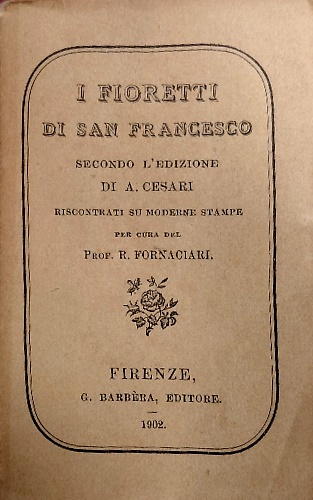 I FIORETTI
DI SAN FRANCESCO
SECONDO L'EDIZIONE
DI A. CESARI
RISCONTRATI SU MODERNE STAMPE
PER CURA DEL
PROF. R. FORNACIARI.
FIRENZE,
G. BARBÈRA, EDITORE.
1902.